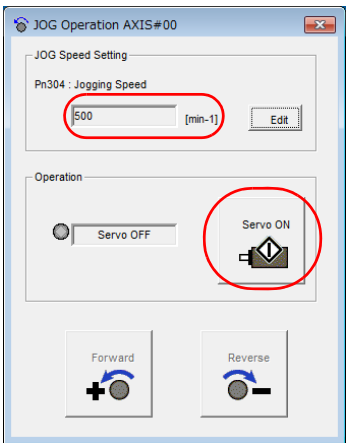 JOG Operation AXIS#00
JOG Speed Setting
Pn304 : Jogging Speed
500 [min-1] Edit
Operation
Servo OFF
Servo ON
Forward Reverse